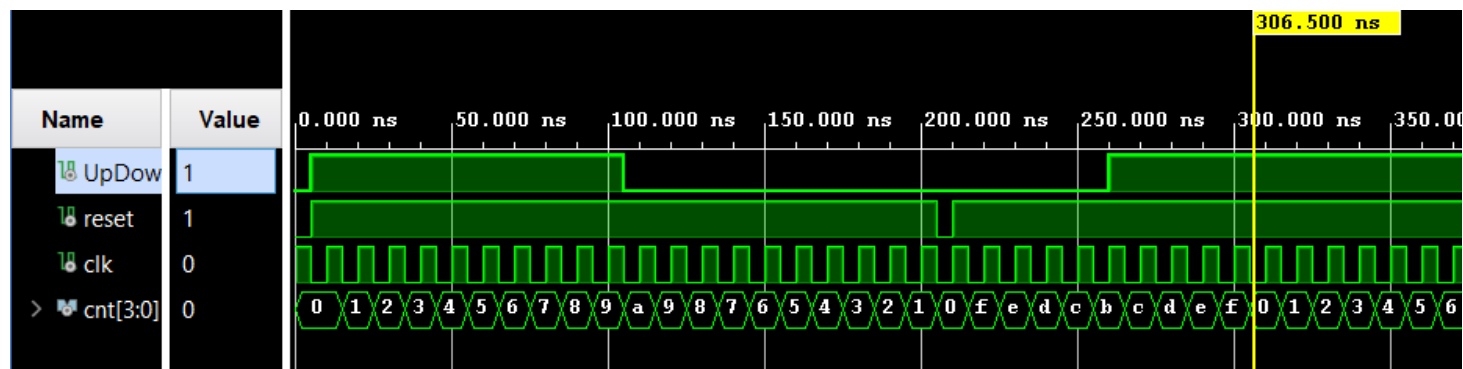 306.500 ns
Name Value 0.000 ns 50.000 ns 100.000 ns 150.000 ns 200.000 ns 250.000 ns 300.000 ns 350.00
UpDow 1
reset 1
clk 0
> cnt[3:0] 0 0 1 2 3 4 5 6 7 8 9 a 9 8 7 6 5 4 3 2 1 0 f e d c b c d e f 0 1 2 3 4 5 6